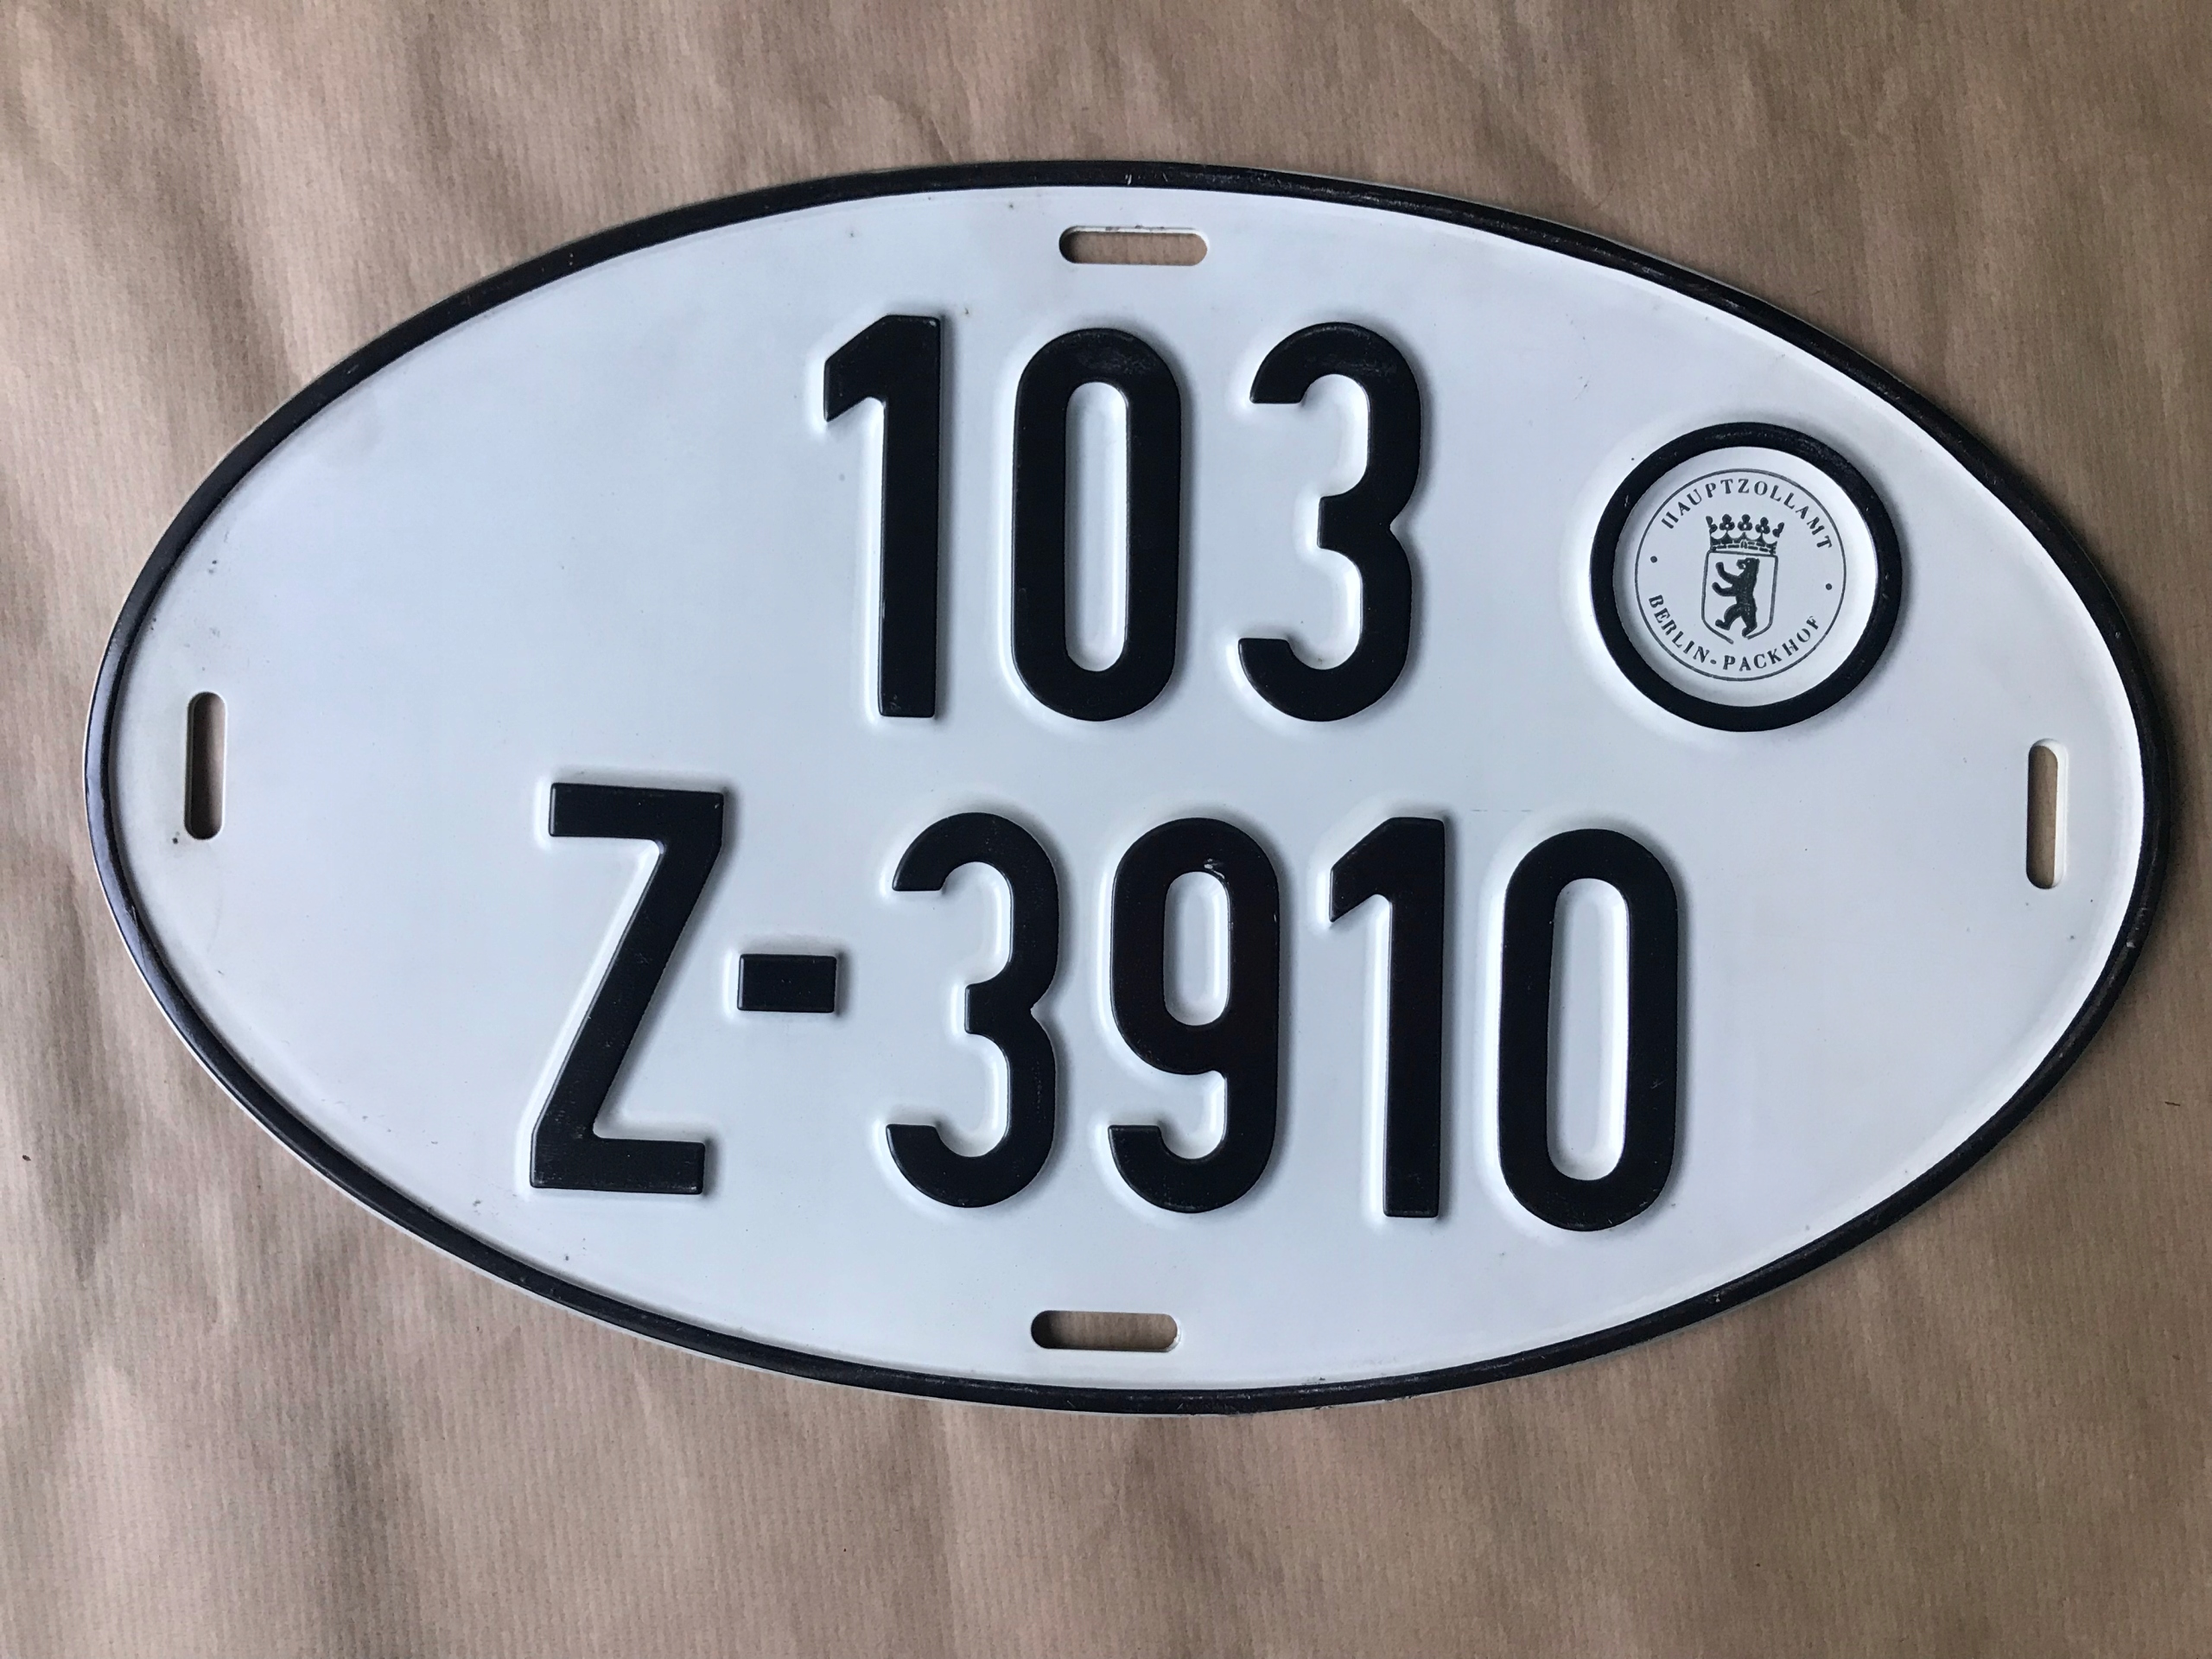 103
HAUPTZOLLAMT
BERLIN-PACKHOF
Z-3910